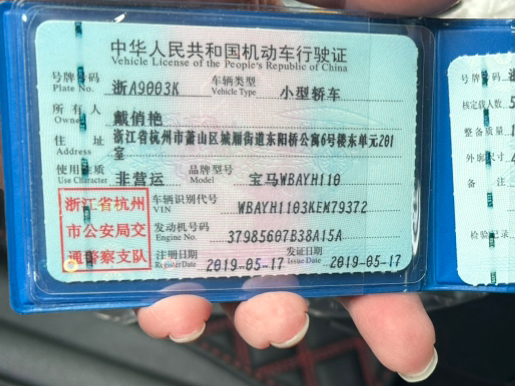 中华人民共和国机动车行驶证
Vehicle License of the People's Republic of China
号牌号码 浙A9003K 车辆类型 小型轿车
Plate No. Vehicle Type
所有人 戴俏艳
Owner
住址 浙江省杭州市萧山区城厢街道东阳桥公寓6号楼东单元201室
Address
使用性质 非营运 品牌型号 宝马WBAYH110
Use Character Model
浙江省杭州
市公安局交
通警察支队
车辆识别代号 WBAYH1103KEM79372
VIN
发动机号码 37985607B38A15A
Engine No.
注册日期 2019-05-17 发证日期 2019-05-17
Register Date Issue Date
号牌号码
核定载人数
整备质量
外廓尺寸
备注
检验记录